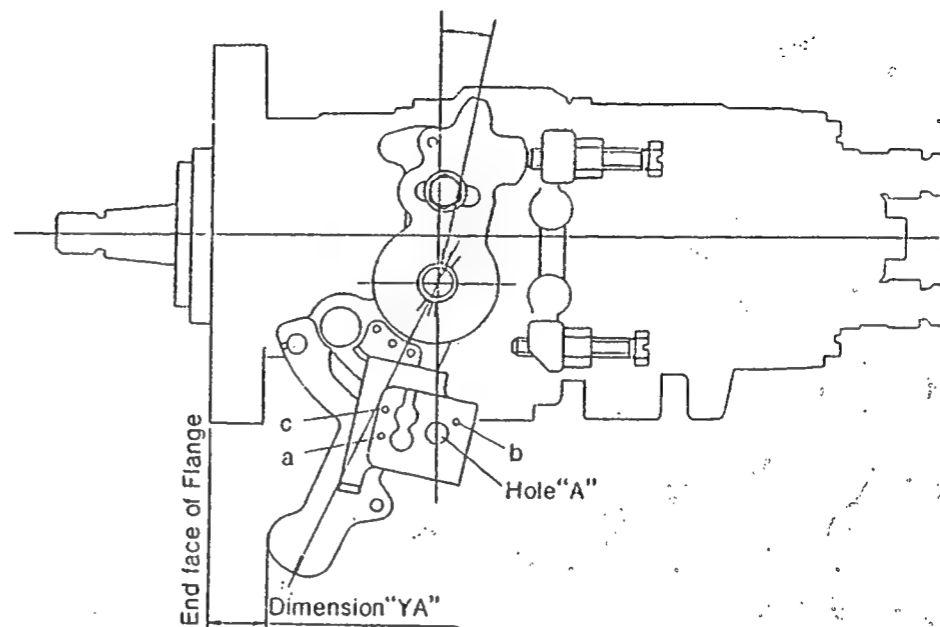 c
a
b
Hole“A”
End face of Flange
Dimension“YA”